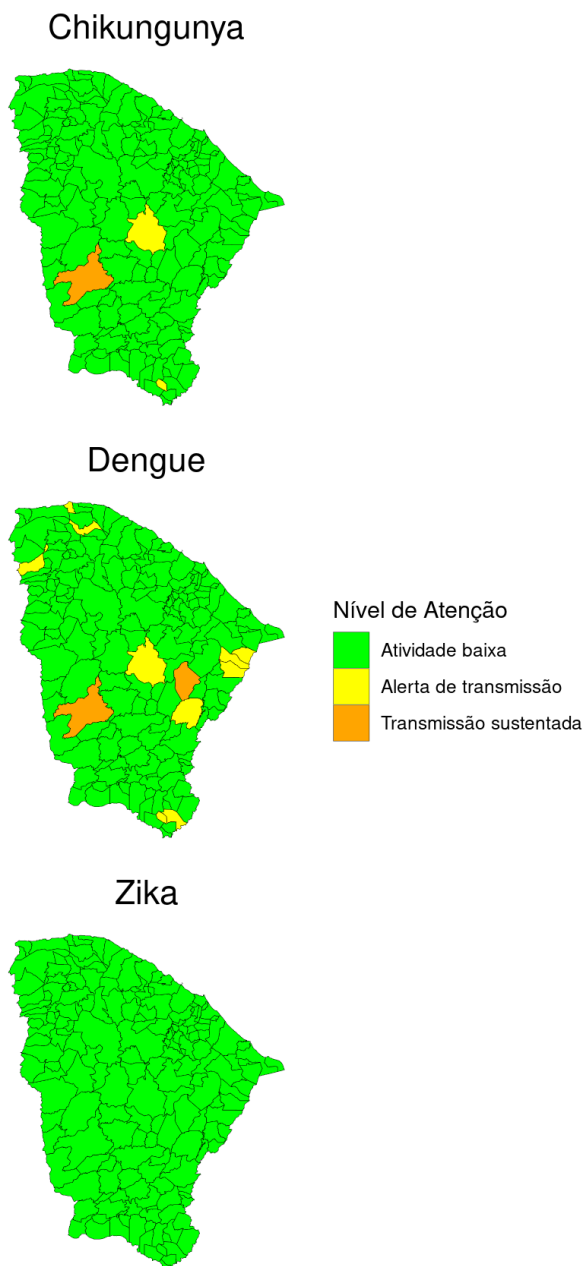 Chikungunya
Dengue
Nível de Atenção
Atividade baixa
Alerta de transmissão
Transmissão sustentada
Zika